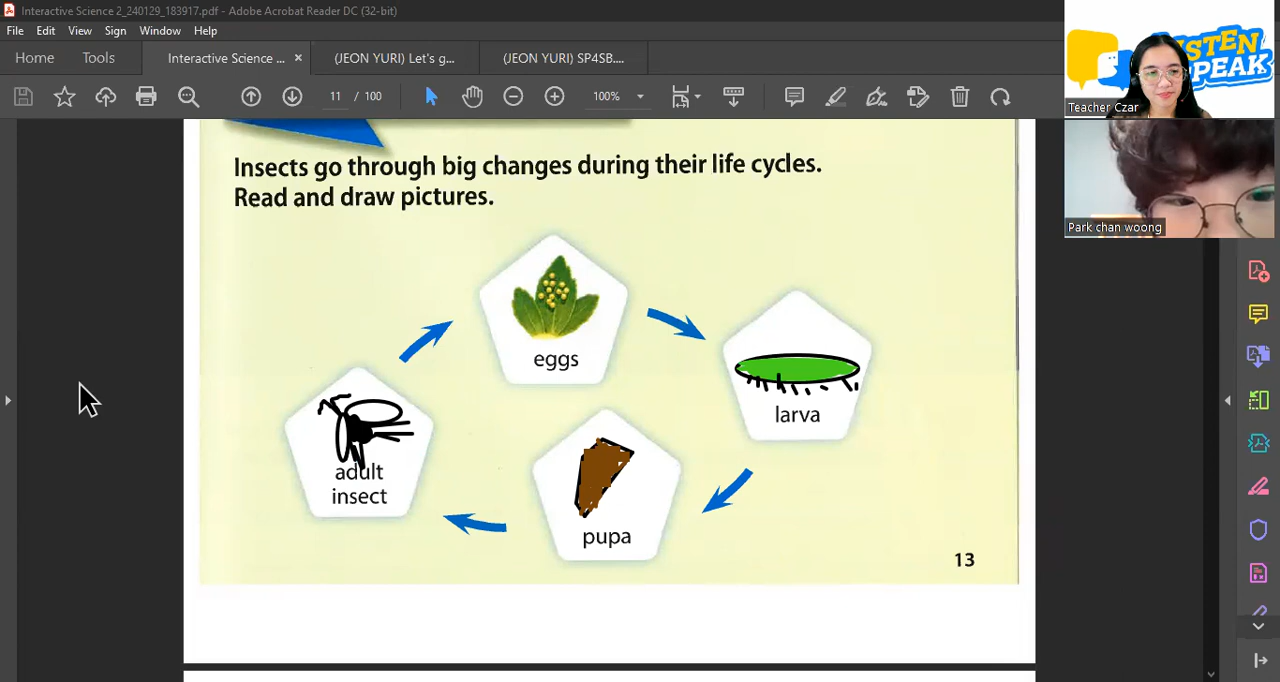 Interactive Science 2_240129_183917.pdf - Adobe Acrobat Reader DC (32-bit)
File Edit View Sign Window Help
Home Tools Interactive Science ... × (JEON YURI) Let's g... (JEON YURI) SP4SB....
11 / 100 100%
LISTEN
SPEAK
Teacher Czar
Park chan woong
Insects go through big changes during their life cycles.
Read and draw pictures.
eggs
larva
adult
insect
pupa
13